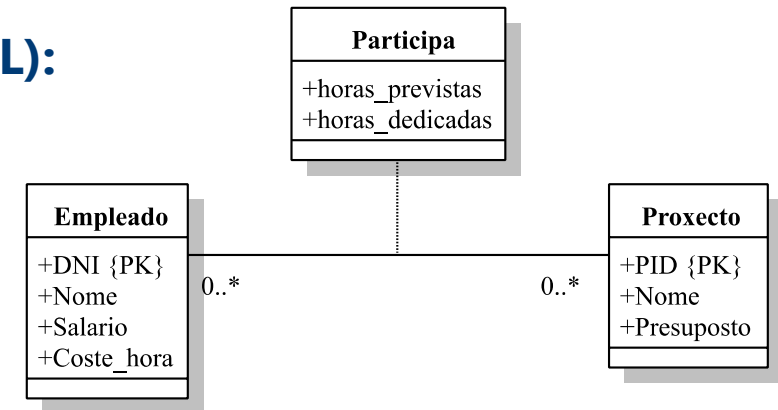 L):
Participa
+horas_previstas
+horas_dedicadas
Empleado
+DNI {PK}
+Nome
+Salario
+Coste_hora
0..*
0..*
Proxecto
+PID {PK}
+Nome
+Presuposto